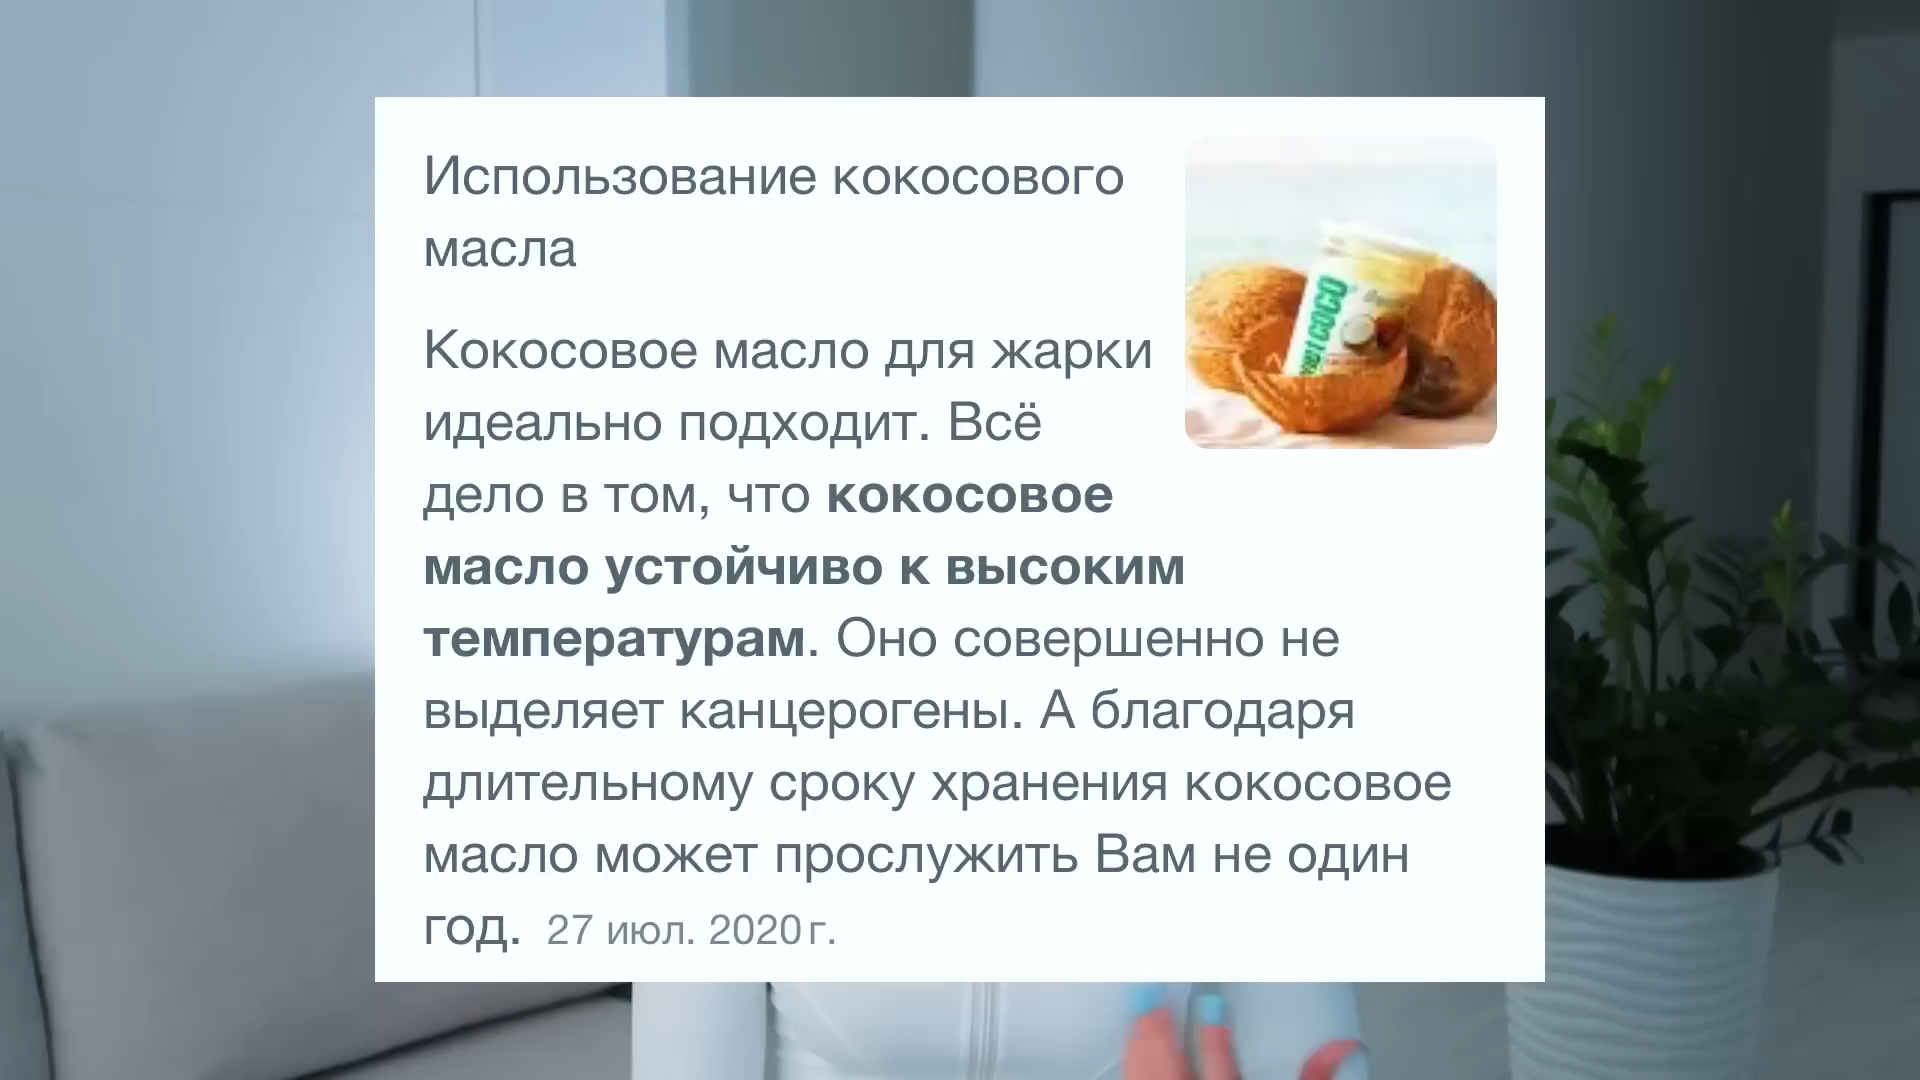 Использование кокосового
масла
Кокосовое масло для жарки
идеально подходит. Всё
дело в том, что кокосовое
масло устойчиво к высоким
температурам. Оно совершенно не
выделяет канцерогены. А благодаря
длительному сроку хранения кокосовое
масло может прослужить Вам не один
год. 27 июл. 2020 г.
COCO